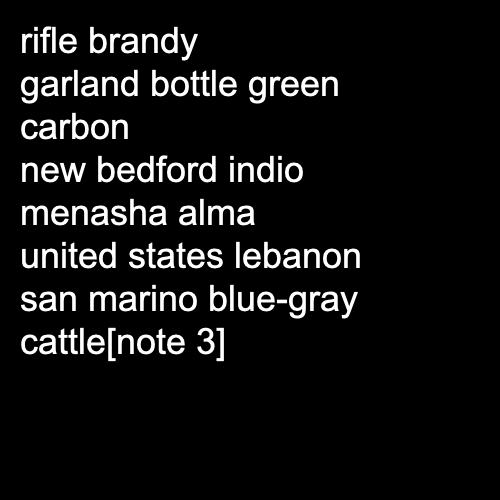 rifle brandy
garland bottle green
carbon
new bedford indio
menasha alma
united states lebanon
san marino blue-gray
cattle[note 3]